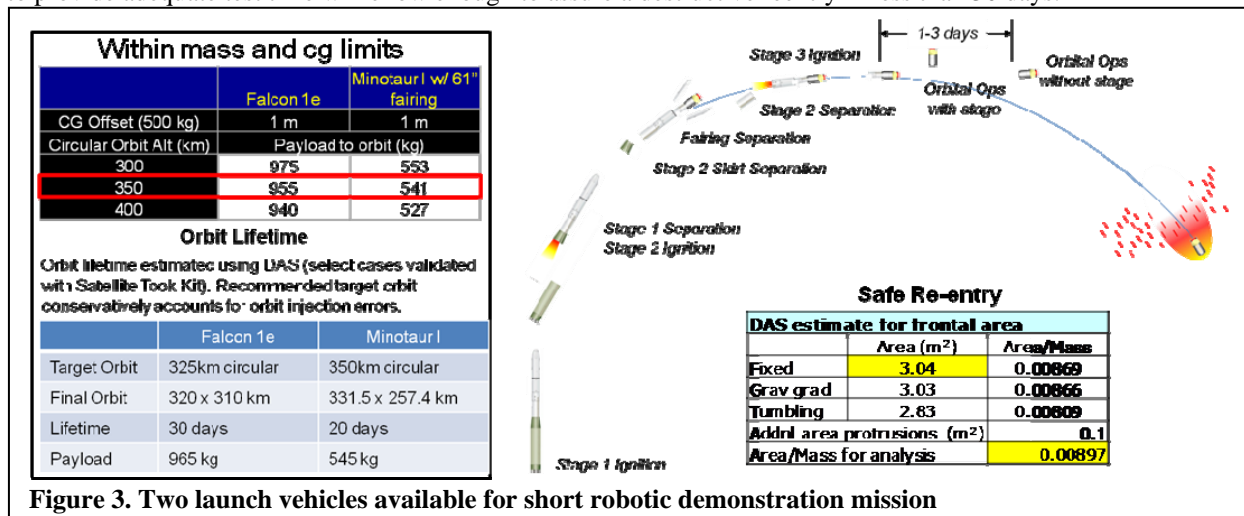 Within mass and cg limits
Falcon 1e
Minotaur I w/ 61"
fairing
CG Offset (500 kg) 1 m 1 m
Circular Orbit Alt (km) Payload to orbit (kg)
300 975 553
350 955 541
400 940 527
Orbit Lifetime
Orbit lifetime estimated using DAS (select cases validated
with Satellite Took Kit). Recommended target orbit
conservatively accounts for orbit injection errors.
Falcon 1e Minotaur I
Target Orbit 325km circular 350km circular
Final Orbit 320 x 310 km 331.5 x 257.4 km
Lifetime 30 days 20 days
Payload 965 kg 545 kg
1-3 days
Stage 3 Ignition
Orbital Ops
without stage
Orbital Ops
with stage
Stage 2 Separation
Fairing Separation
Stage 2 Skirt Separation
Stage 1 Separation
Stage 2 Ignition
Stage 1 Ignition
Safe Re-entry
DAS estimate for frontal area
Area (m²) Area/Mass
Fixed 3.04 0.00869
Grav grad 3.03 0.00866
Tumbling 2.83 0.00809
Addnl area protrusions (m²) 0.1
Area/Mass for analysis 0.00897
Figure 3. Two launch vehicles available for short robotic demonstration mission